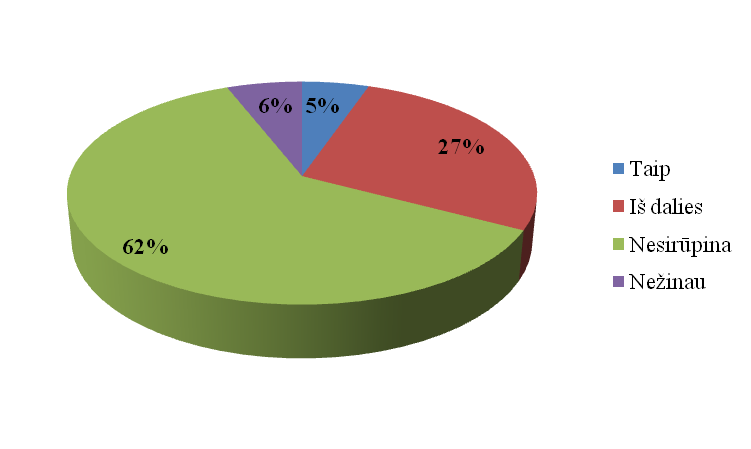 6%
5%
27%
62%
Taip
Iš dalies
Nesirūpina
Nežinau